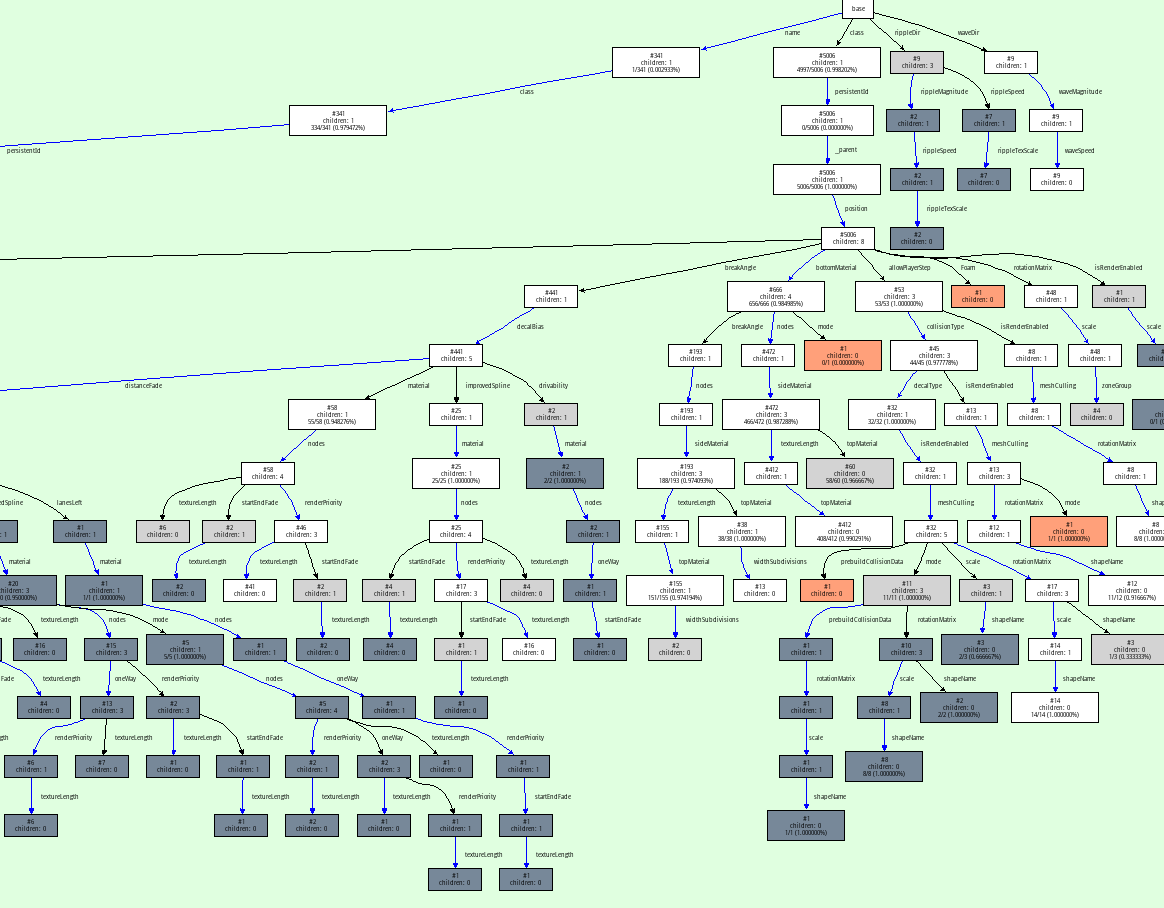 base
name
class
rippleDir
waveDir
#341
children: 1
1/341 (0.002933%)
#5006
children: 1
4997/5006 (0.998202%)
#9
children: 3
#9
children: 1
class
persistentId
rippleMagnitude
rippleSpeed
waveMagnitude
#341
children: 1
334/341 (0.979472%)
#5006
children: 1
0/5006 (0.000000%)
#2
children: 1
#7
children: 1
#9
children: 1
persistentId
_parent
rippleSpeed
rippleTexScale
waveSpeed
#5006
children: 1
5006/5006 (1.000000%)
#2
children: 1
#7
children: 0
#9
children: 0
position
rippleTexScale
#5006
children: 8
#2
children: 0
breakAngle
bottomMaterial
allowPlayerStep
Foam
rotationMatrix
isRenderEnabled
#441
children: 1
#666
children: 4
656/666 (0.984985%)
#53
children: 3
53/53 (1.000000%)
#1
children: 0
#48
children: 1
#1
children: 1
decalBias
breakAngle
nodes
mode
collisionType
isRenderEnabled
scale
scale
#441
children: 5
#193
children: 1
#472
children: 1
#1
children: 0
0/1 (0.000000%)
#45
children: 3
44/45 (0.977778%)
#8
children: 1
#48
children: 1
distanceFade
material
improvedSpline
drivability
nodes
sideMaterial
decalType
isRenderEnabled
meshCulling
zoneGroup
#58
children: 1
55/58 (0.948276%)
#25
children: 1
#2
children: 1
#193
children: 1
#472
children: 3
466/472 (0.987288%)
#32
children: 1
32/32 (1.000000%)
#13
children: 1
#8
children: 1
#4
children: 0
nodes
material
material
sideMaterial
textureLength
topMaterial
isRenderEnabled
meshCulling
rotationMatrix
#58
children: 4
#25
children: 1
25/25 (1.000000%)
#2
children: 1
2/2 (1.000000%)
#193
children: 3
188/193 (0.974093%)
#412
children: 1
#60
children: 0
58/60 (0.966667%)
#32
children: 1
#13
children: 3
#8
children: 1
edSpline
lanesLeft
textureLength
startEndFade
renderPriority
nodes
nodes
textureLength
topMaterial
topMaterial
meshCulling
rotationMatrix
mode
shap
#1
children: 1
#6
children: 0
#2
children: 1
#46
children: 3
#25
children: 4
#2
children: 1
#155
children: 1
#38
children: 1
38/38 (1.000000%)
#412
children: 0
408/412 (0.990291%)
#32
children: 5
#12
children: 1
#1
children: 0
1/1 (1.000000%)
#8
children: 0
8/8 (1.000000%)
material
material
textureLength
textureLength
startEndFade
startEndFade
renderPriority
textureLength
oneWay
topMaterial
widthSubdivisions
prebuildCollisionData
mode
scale
rotationMatrix
shapeName
#20
children: 3
0 (0.950000%)
#1
children: 1
1/1 (1.000000%)
#2
children: 0
#41
children: 0
#2
children: 1
#4
children: 1
#17
children: 3
#4
children: 0
#1
children: 1
#155
children: 1
151/155 (0.974194%)
#13
children: 0
#1
children: 0
#11
children: 3
11/11 (1.000000%)
#3
children: 1
#17
children: 3
#12
children: 0
11/12 (0.916667%)
Fade
textureLength
nodes
mode
nodes
textureLength
textureLength
startEndFade
textureLength
startEndFade
widthSubdivisions
prebuildCollisionData
rotationMatrix
shapeName
scale
shapeName
#16
children: 0
#15
children: 3
#5
children: 1
5/5 (1.000000%)
#1
children: 1
#2
children: 0
#4
children: 0
#1
children: 1
#16
children: 0
#1
children: 0
#2
children: 0
#1
children: 1
#10
children: 3
#3
children: 0
2/3 (0.666667%)
#14
children: 1
#3
children: 0
1/3 (0.333333%)
Fade
textureLength
oneWay
renderPriority
nodes
oneWay
textureLength
rotationMatrix
scale
shapeName
shapeName
#4
children: 0
#13
children: 3
#2
children: 3
#5
children: 4
#1
children: 1
#1
children: 0
#1
children: 1
#8
children: 1
#2
children: 0
2/2 (1.000000%)
#14
children: 0
14/14 (1.000000%)
gth
renderPriority
textureLength
textureLength
startEndFade
renderPriority
oneWay
textureLength
renderPriority
scale
shapeName
#6
children: 1
#7
children: 0
#1
children: 0
#1
children: 1
#2
children: 1
#2
children: 3
#1
children: 0
#1
children: 1
#1
children: 1
#8
children: 0
8/8 (1.000000%)
textureLength
textureLength
textureLength
textureLength
renderPriority
startEndFade
shapeName
#6
children: 0
#1
children: 0
#2
children: 0
#1
children: 0
#1
children: 1
#1
children: 1
#1
children: 0
1/1 (1.000000%)
textureLength
textureLength
#1
children: 0
#1
children: 0